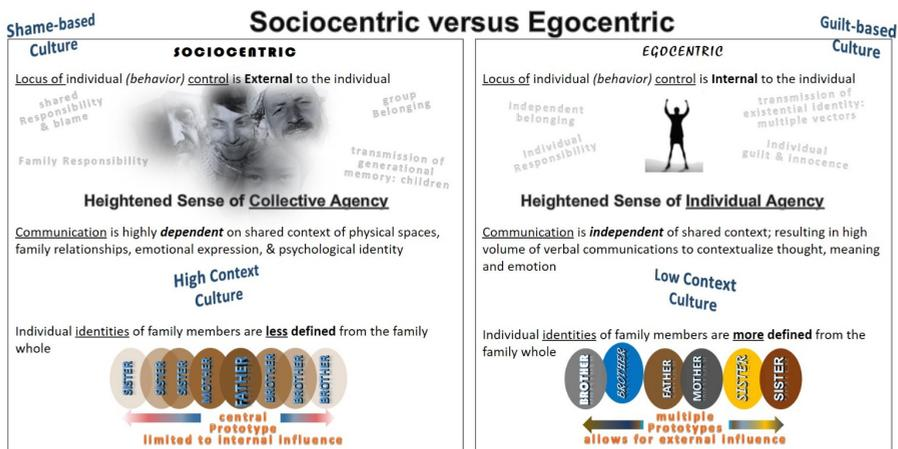 Sociocentric versus Egocentric
Shame-based
Culture
Guilt-based
Culture
SOCIOCENTRIC
Locus of individual (behavior) control is External to the individual
shared
Responsibility
& blame
group
Belonging
Family Responsibility
transmission of
generational
memory: children
Heightened Sense of Collective Agency
Communication is highly dependent on shared context of physical spaces,
family relationships, emotional expression, & psychological identity
High Context
Culture
Individual identities of family members are less defined from the family
whole
SISTER
SISTER
SISTER
MOTHER
FATHER
BROTHER
BROTHER
BROTHER
central
Prototype
limited to internal influence
EGOCENTRIC
Locus of individual (behavior) control is Internal to the individual
independent
belonging
transmission of
existential identity:
multiple vectors
Individual
Responsibility
individual
guilt & innocence
Heightened Sense of Individual Agency
Communication is independent of shared context; resulting in high
volume of verbal communications to contextualize thought, meaning
and emotion
Low Context
Culture
Individual identities of family members are more defined from the
family whole
BROTHER
BROTHER
FATHER
MOTHER
SISTER
SISTER
multiple
Prototypes
allows for external influence